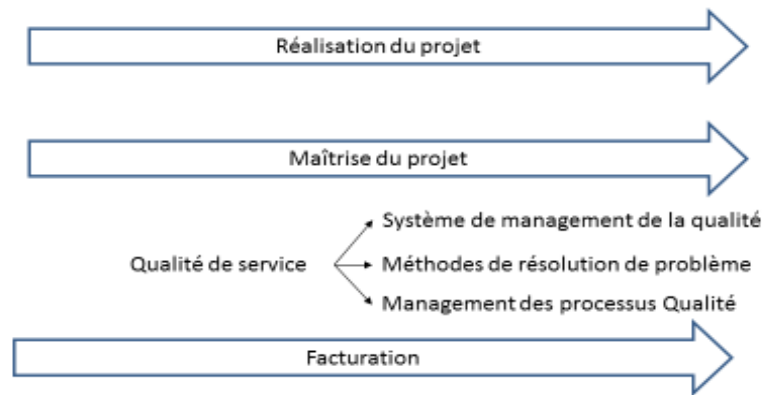 Réalisation du projet
Maîtrise du projet
Système de management de la qualité
Qualité de service
Méthodes de résolution de problème
Management des processus Qualité
Facturation